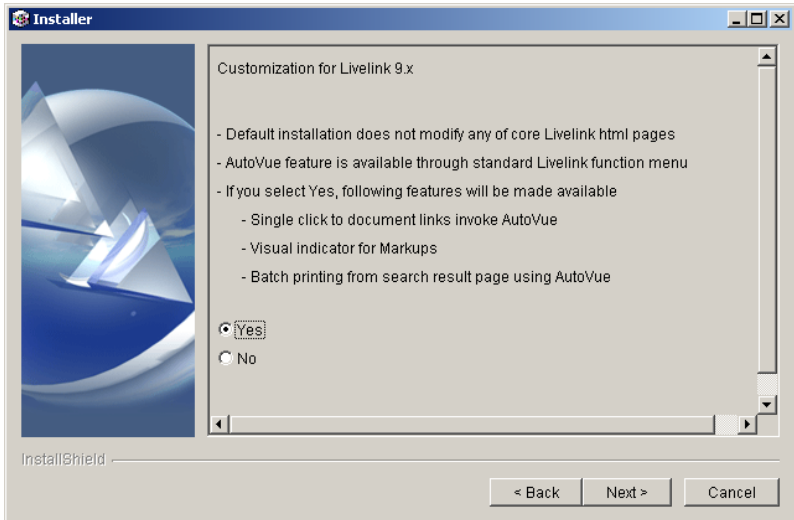 Installer
Customization for Livelink 9.x
- Default installation does not modify any of core Livelink html pages
- AutoVue feature is available through standard Livelink function menu
- If you select Yes, following features will be made available
- Single click to document links invoke AutoVue
- Visual indicator for Markups
- Batch printing from search result page using AutoVue
Yes
No
InstallShield
< Back Next > Cancel